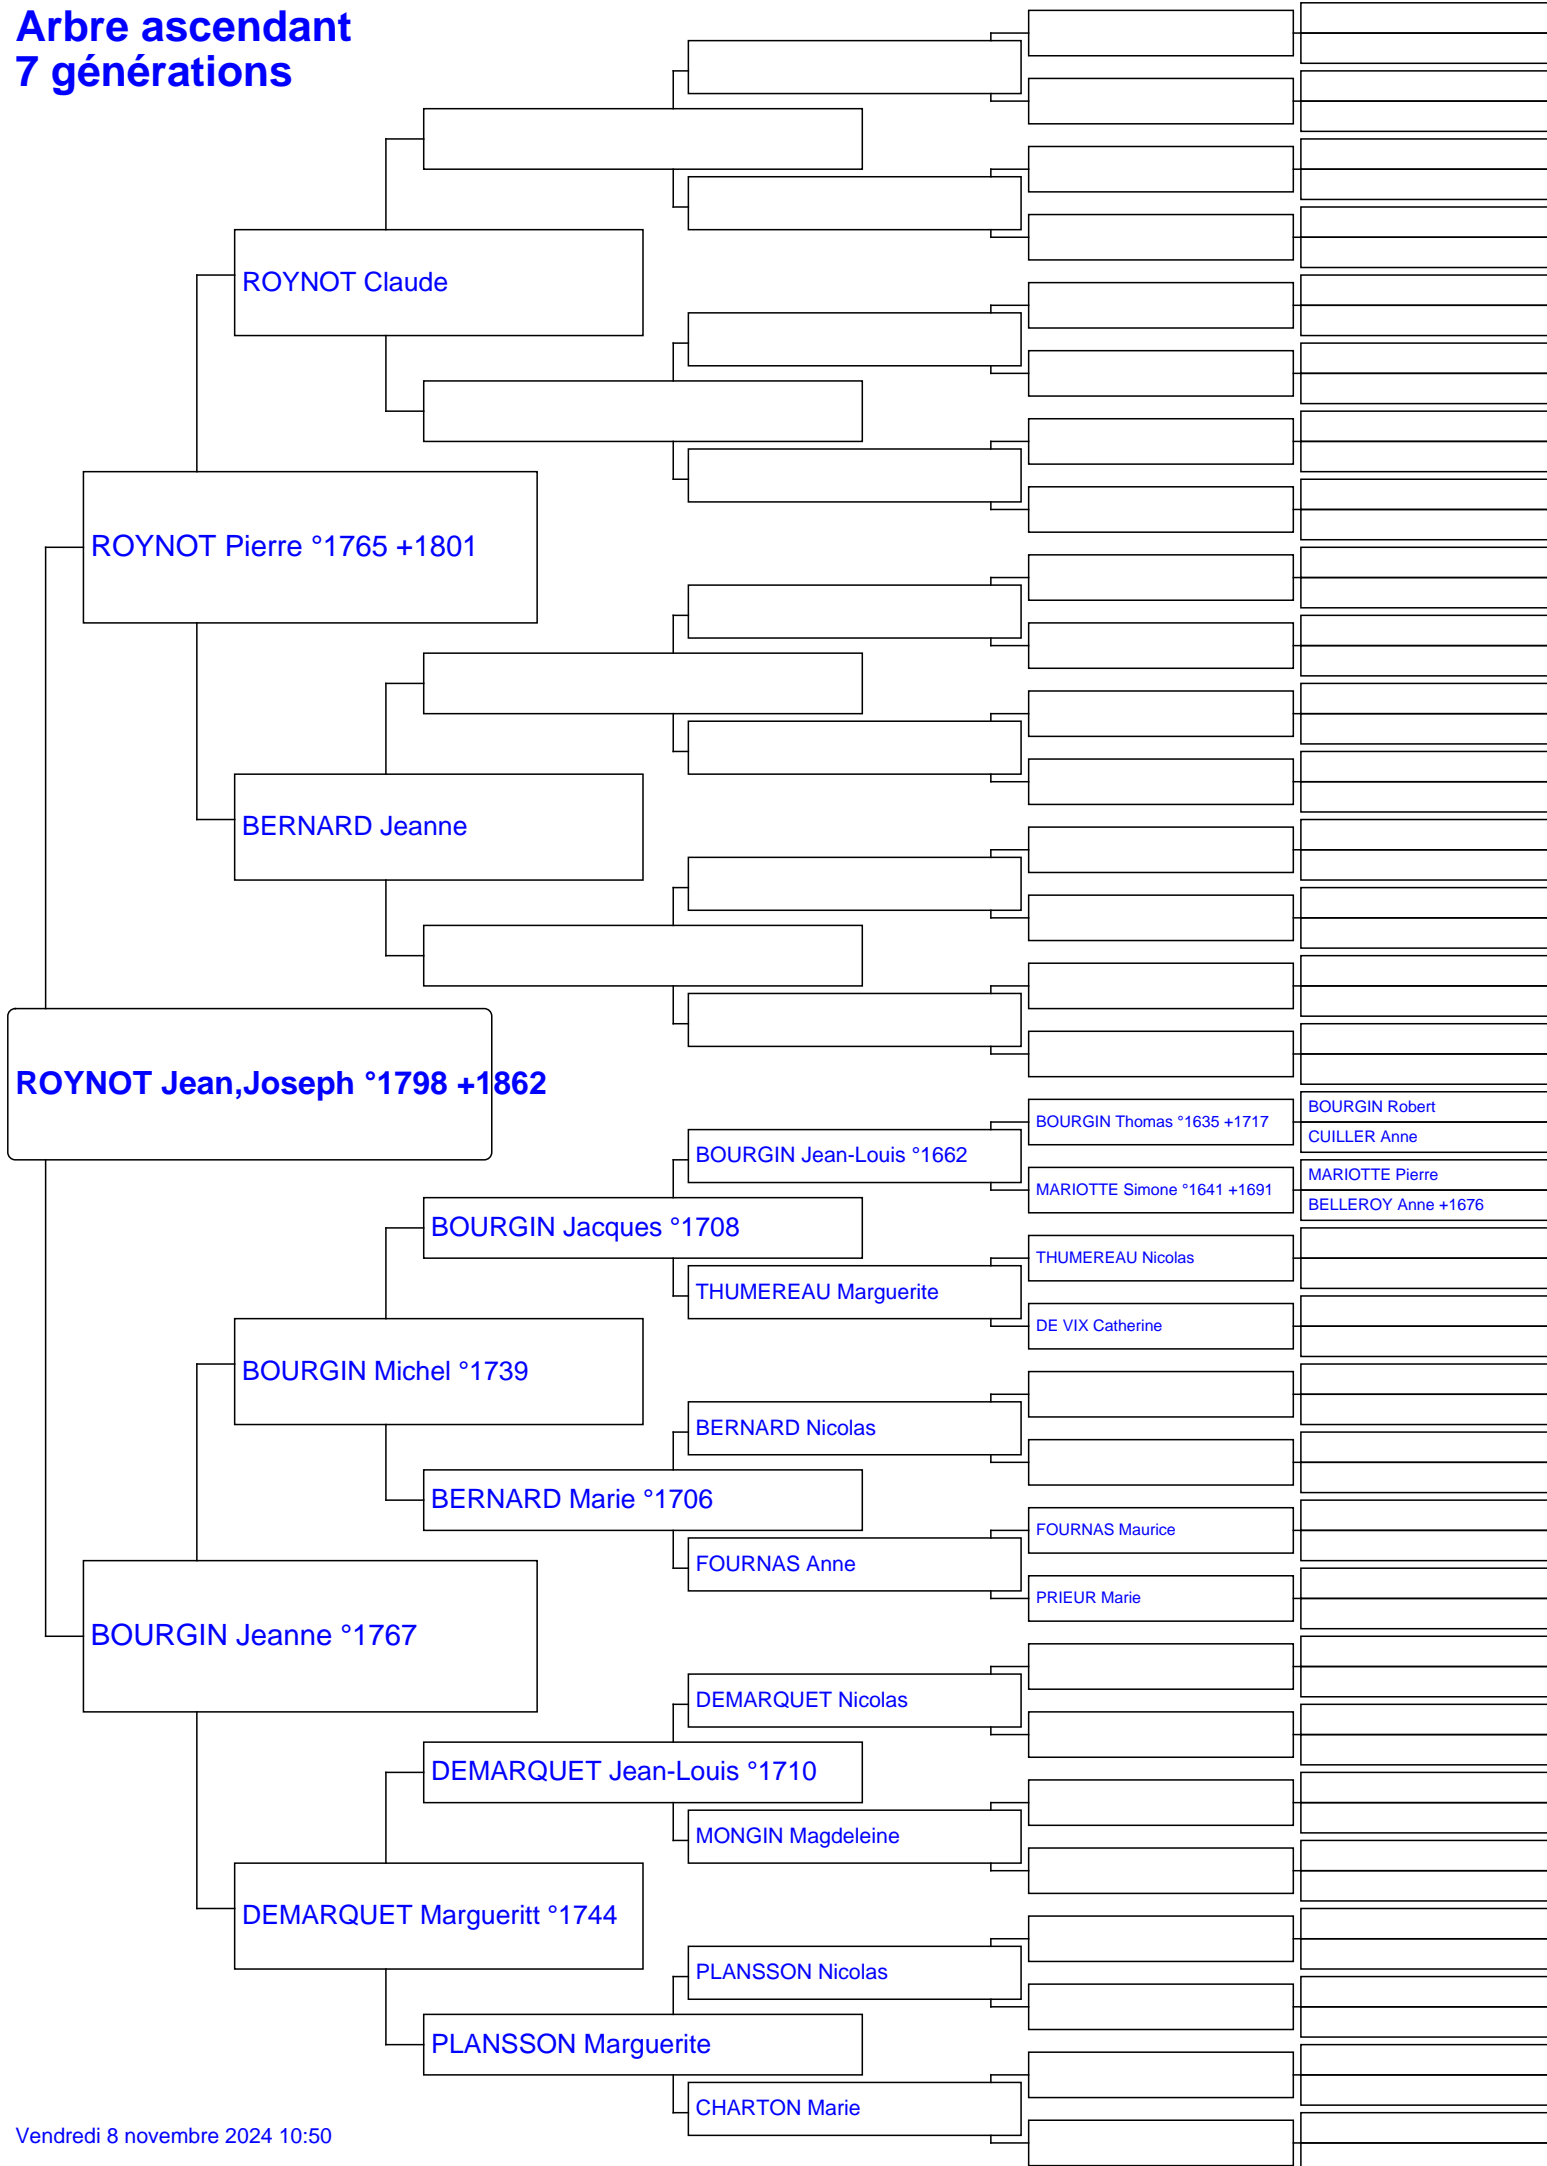 Arbre ascendant
7 générations
ROYNOT Claude
ROYNOT Pierre °1765 +1801
BERNARD Jeanne
ROYNOT Jean,Joseph °1798 +1862
BOURGIN Thomas °1635 +1717
BOURGIN Robert
CUILLER Anne
BOURGIN Jean-Louis °1662
MARIOTTE Simone °1641 +1691
MARIOTTE Pierre
BELLEROY Anne +1676
BOURGIN Jacques °1708
THUMEREAU Nicolas
THUMEREAU Marguerite
DE VIX Catherine
BOURGIN Michel °1739
BERNARD Nicolas
BERNARD Marie °1706
FOURNAS Maurice
FOURNAS Anne
PRIEUR Marie
BOURGIN Jeanne °1767
DEMARQUET Nicolas
DEMARQUET Jean-Louis °1710
MONGIN Magdeleine
DEMARQUET Margueritt °1744
PLANSSON Nicolas
PLANSSON Marguerite
CHARTON Marie
Vendredi 8 novembre 2024 10:50